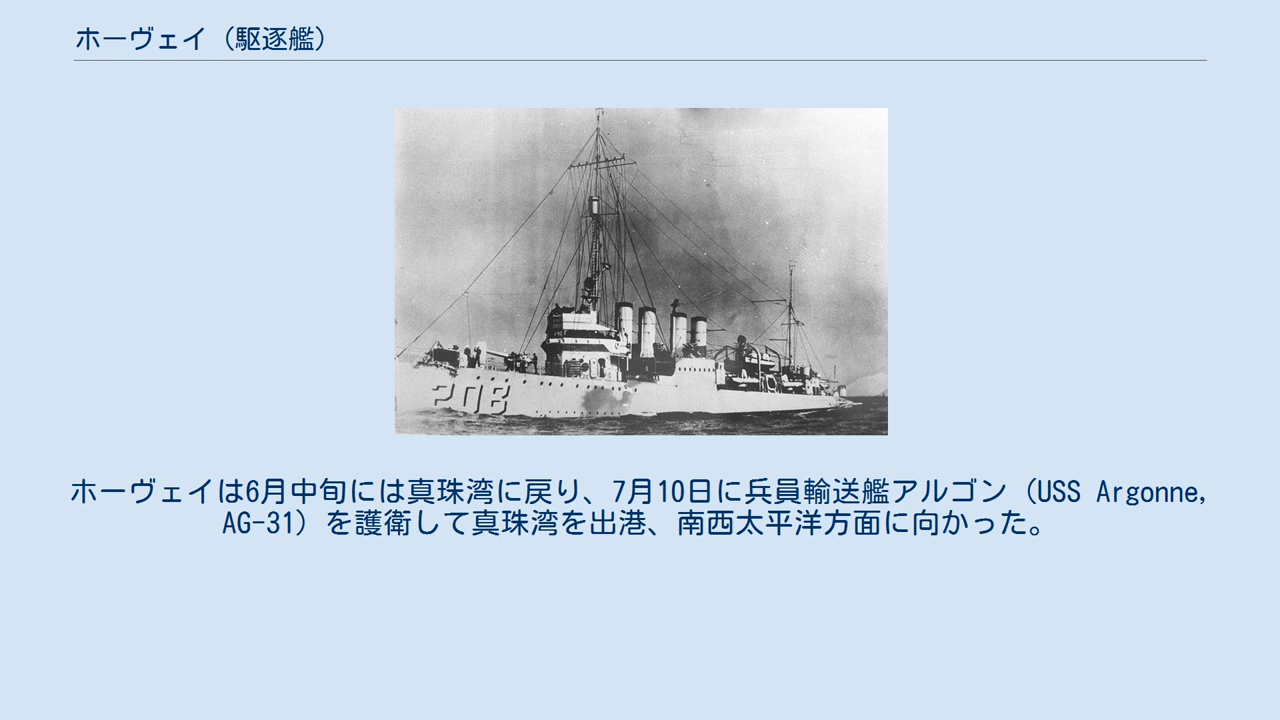 ホーヴェイ（駆逐艦）
208
ホーヴェイは6月中旬には真珠湾に戻り、7月10日に兵員輸送艦アルゴン（USS Argonne,
AG-31）を護衛して真珠湾を出港、南西太平洋方面に向かった。